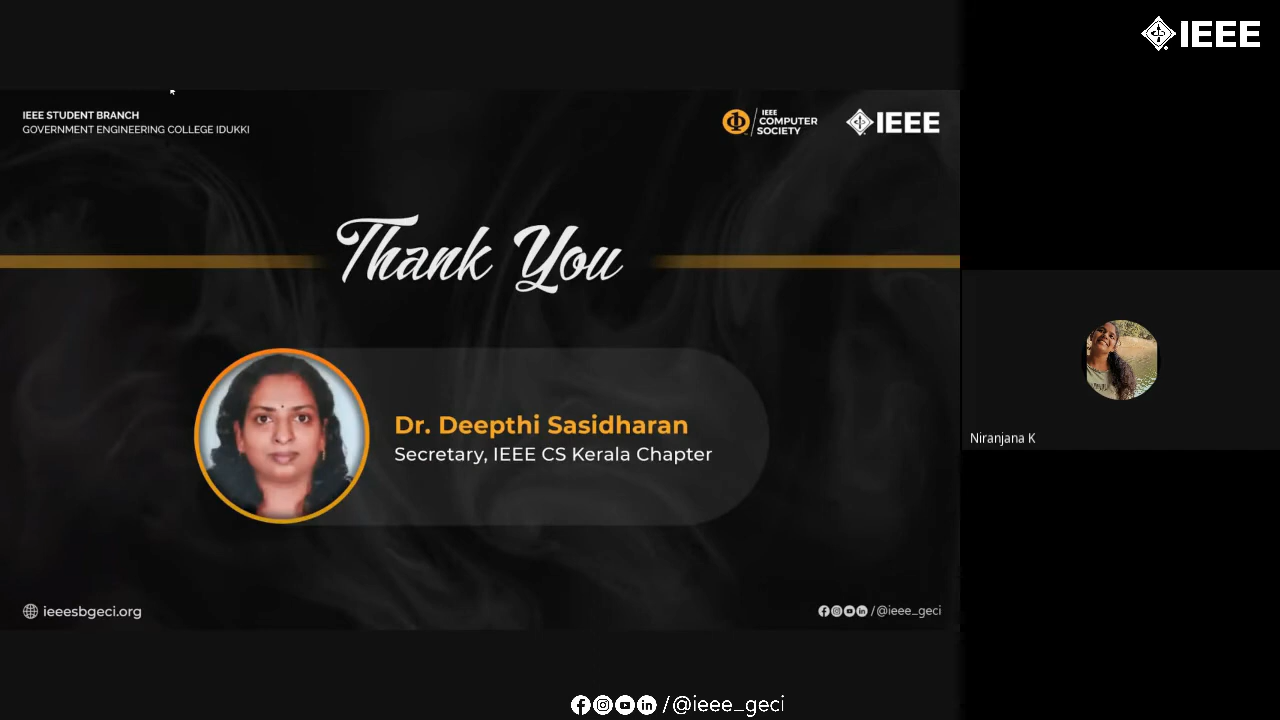 IEEE
IEEE STUDENT BRANCH
GOVERNMENT ENGINEERING COLLEGE IDUKKI
IEEE
COMPUTER
SOCIETY
IEEE
Thank You
Dr. Deepthi Sasidharan
Secretary, IEEE CS Kerala Chapter
Niranjana K
ieeesbgeci.org
/@ieee_geci
/@ieee_geci